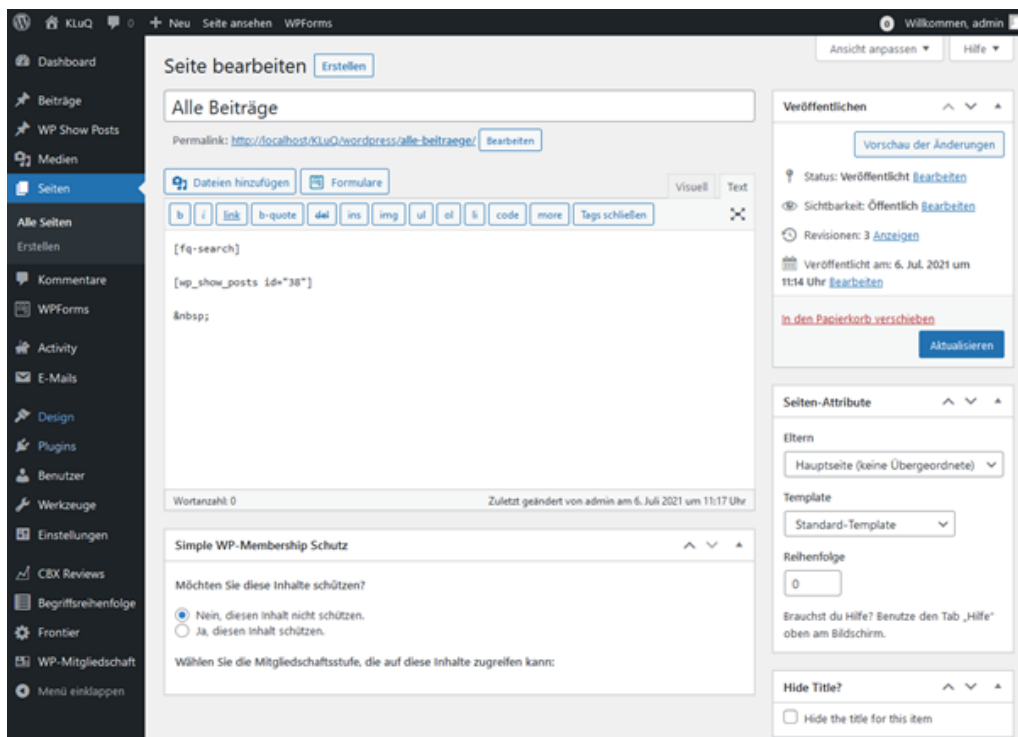 KLuQ 0 Neu Seite ansehen WPForms 0 Willkommen, admin
Dashboard
Beiträge
WP Show Posts
Medien
Seiten
Alle Seiten
Erstellen
Kommentare
WPForms
Activity
E-Mails
Design
Plugins
Benutzer
Werkzeuge
Einstellungen
CBX Reviews
Begriffsreihenfolge
Frontier
WP-Mitgliedschaft
Menü einklappen
Ansicht anpassen Hilfe
Seite bearbeiten Erstellen
Alle Beiträge
Permalink: http://localhost/KLuQ/wordpress/alle-beitraege/ Bearbeiten
Dateien hinzufügen Formulare Visuell Text
b i link b-quote del ins img ul ol li code more Tags schließen
[fq-search]
[wp_show_posts id="38"]
&nbsp;
Wortanzahl: 0 Zuletzt geändert von admin am 6. Juli 2021 um 11:17 Uhr
Simple WP-Membership Schutz
Möchten Sie diese Inhalte schützen?
Nein, diesen Inhalt nicht schützen.
Ja, diesen Inhalt schützen.
Wählen Sie die Mitgliedschaftsstufe, die auf diese Inhalte zugreifen kann:
Veröffentlichen
Vorschau der Änderungen
Status: Veröffentlicht Bearbeiten
Sichtbarkeit: Öffentlich Bearbeiten
Revisionen: 3 Anzeigen
Veröffentlicht am: 6. Jul. 2021 um
11:14 Uhr Bearbeiten
In den Papierkorb verschieben
Aktualisieren
Seiten-Attribute
Eltern
Hauptseite (keine Übergeordnete)
Template
Standard-Template
Reihenfolge
0
Brauchst du Hilfe? Benutze den Tab „Hilfe"
oben am Bildschirm.
Hide Title?
Hide the title for this item